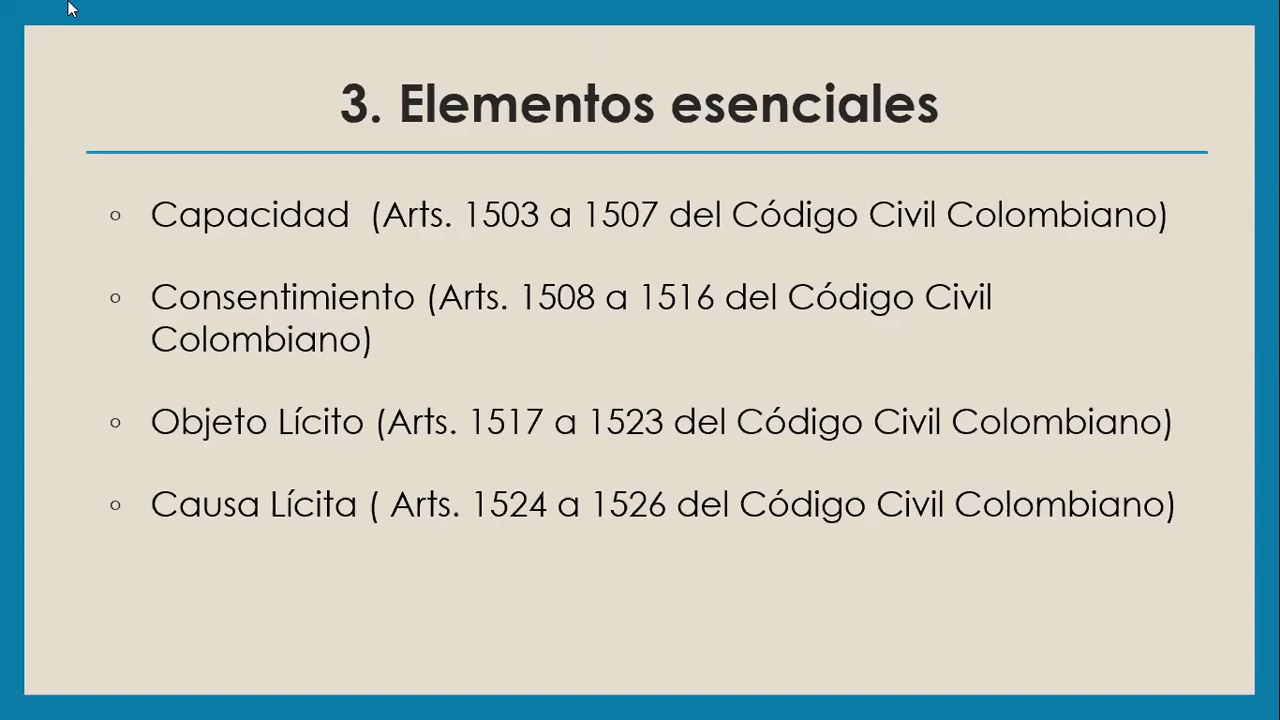 3. Elementos esenciales
◦ Capacidad  (Arts. 1503 a 1507 del Código Civil Colombiano)
◦ Consentimiento (Arts. 1508 a 1516 del Código Civil
Colombiano)
◦ Objeto Lícito (Arts. 1517 a 1523 del Código Civil Colombiano)
◦ Causa Lícita ( Arts. 1524 a 1526 del Código Civil Colombiano)